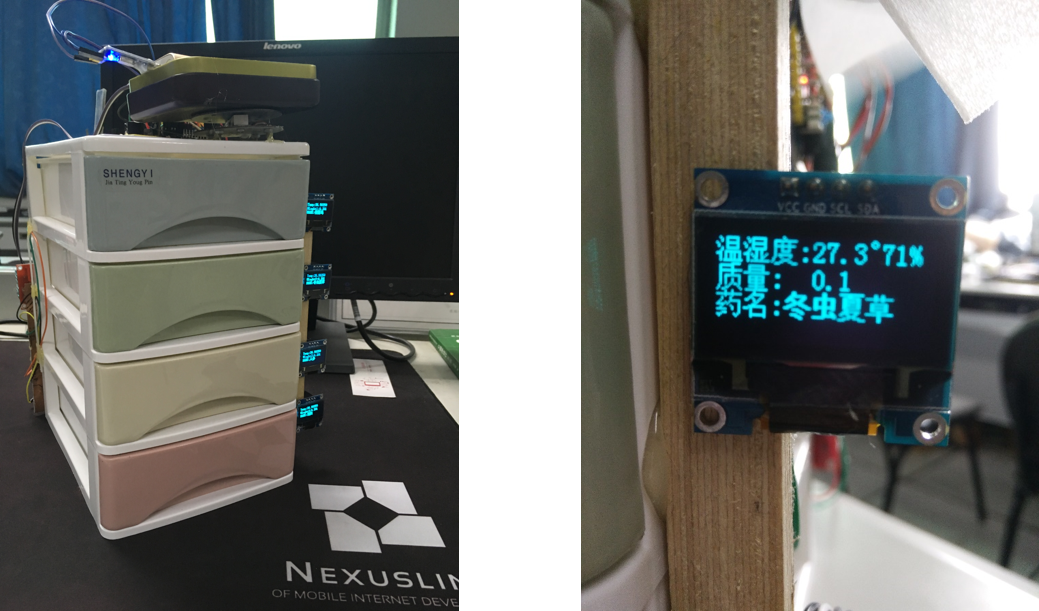 lenovo
SHENGYI
Jia Ting Yong Pin
NEXUSLIN
OF MOBILE INTERNET DEVE
VCC GND SCL SDA
温湿度:27.3°71%
质量: 0.1
药名:冬虫夏草